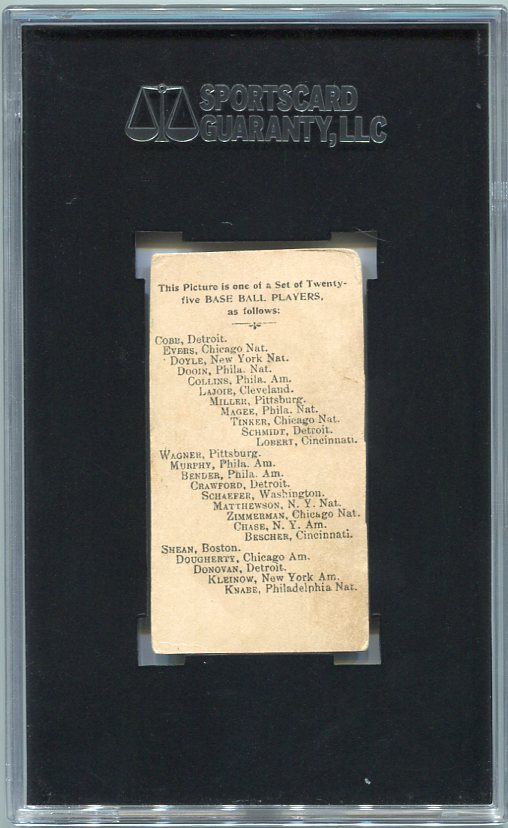 SPORTSCARD
GUARANTY, LLC
This Picture is one of a Set of Twenty-
five BASE BALL PLAYERS,
as follows:
COBB, Detroit.
EVERS, Chicago Nat.
DOYLE, New York Nat.
DOOIN, Phila. Nat.
COLLINS, Phila. Am.
LAJOIE, Cleveland.
MILLER, Pittsburg.
MAGEE, Phila. Nat.
TINKER, Chicago Nat.
SCHMIDT, Detroit.
LOBERT, Cincinnati.
WAGNER, Pittsburg.
MURPHY, Phila. Am.
BENDER, Phila. Am.
CRAWFORD, Detroit.
SCHAEFER, Washington.
MATTHEWSON, N. Y. Nat.
ZIMMERMAN, Chicago Nat.
CHASE, N. Y. Am.
BESCHER, Cincinnati.
SHEAN, Boston.
DOUGHERTY, Chicago Am.
DONOVAN, Detroit.
KLEINOW, New York Am.
KNABE, Philadelphia Nat.